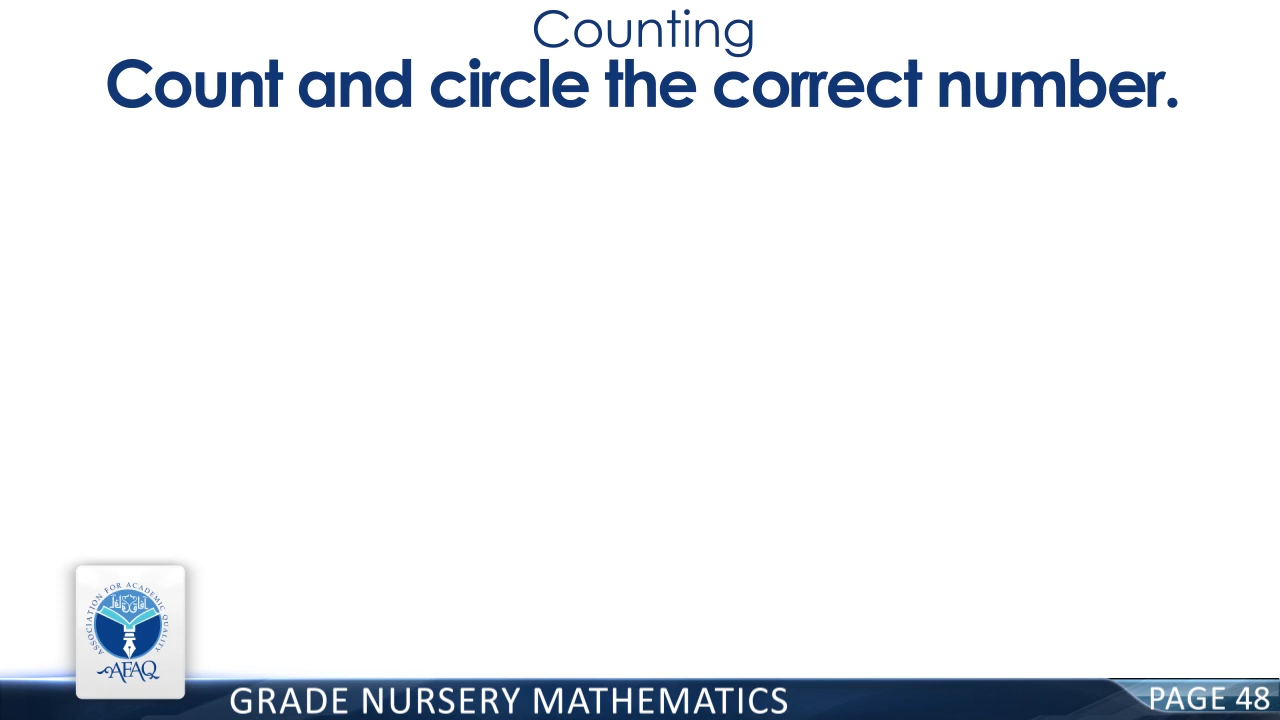 Counting
Count and circle the correct number.
ASSOCIATION FOR ACADEMIC QUALITY
AFAQ
GRADE NURSERY MATHEMATICS
PAGE 48